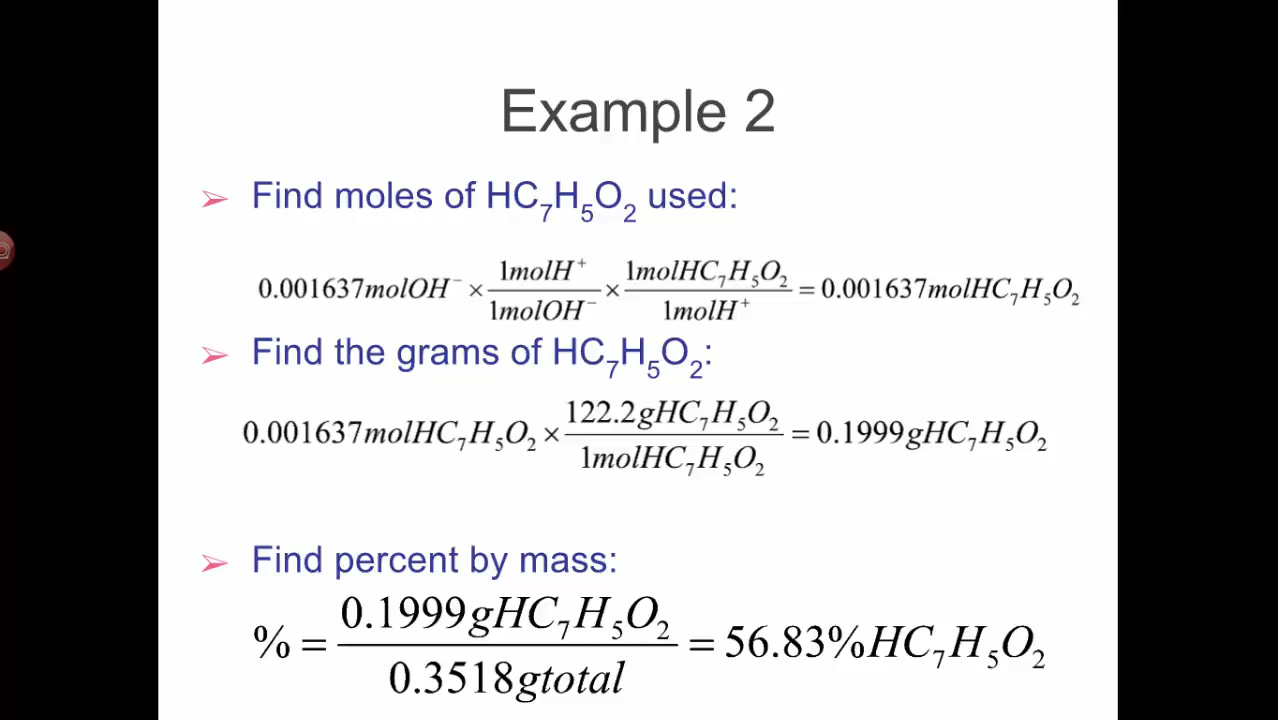 Example 2
➢ Find moles of HC₇H₅O₂ used:
0.001637molOH⁻ × 1molH⁺/1molOH⁻ × 1molHC₇H₅O₂/1molH⁺ = 0.001637molHC₇H₅O₂
➢ Find the grams of HC₇H₅O₂:
0.001637molHC₇H₅O₂ × 122.2gHC₇H₅O₂/1molHC₇H₅O₂ = 0.1999gHC₇H₅O₂
➢ Find percent by mass:
% = 0.1999gHC₇H₅O₂/0.3518gtotal = 56.83%HC₇H₅O₂